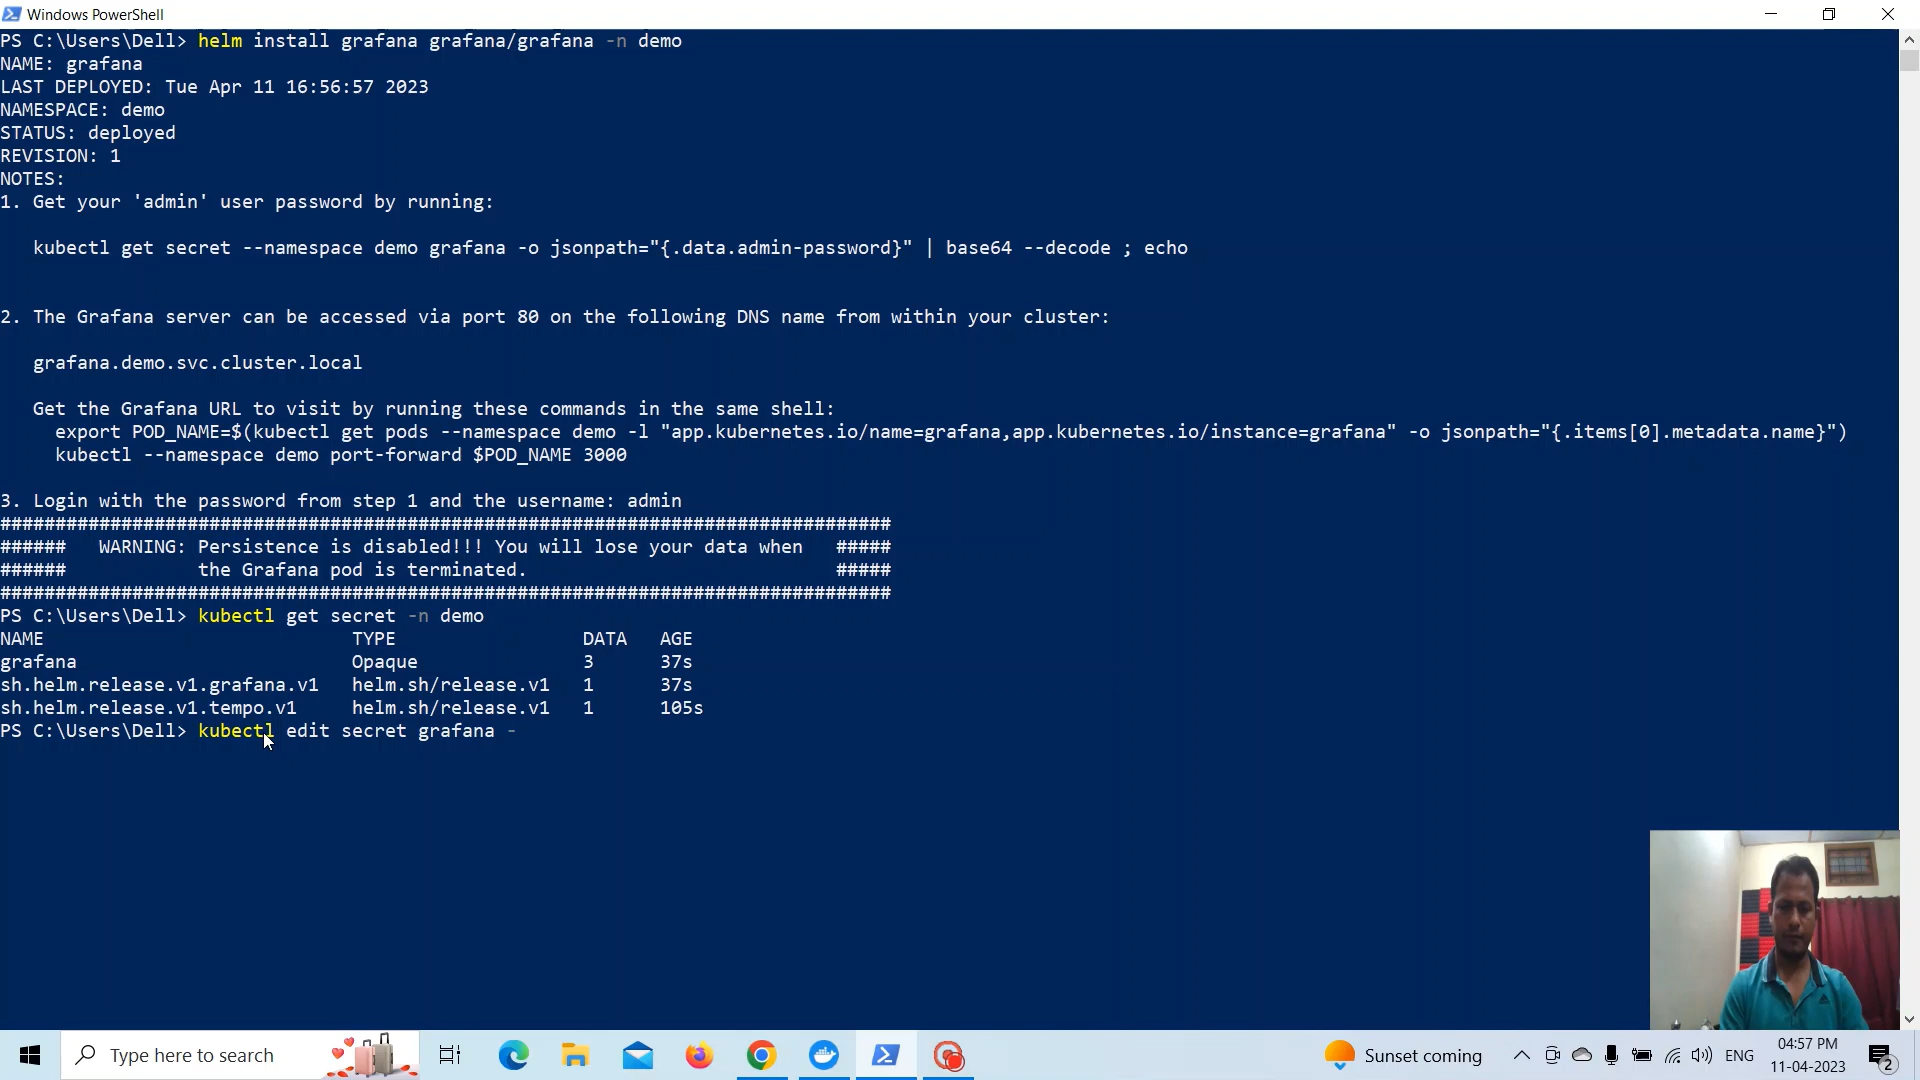 Windows PowerShell
PS C:\Users\Dell> helm install grafana grafana/grafana -n demo
NAME: grafana
LAST DEPLOYED: Tue Apr 11 16:56:57 2023
NAMESPACE: demo
STATUS: deployed
REVISION: 1
NOTES:
1. Get your 'admin' user password by running:
kubectl get secret --namespace demo grafana -o jsonpath="{.data.admin-password}" | base64 --decode ; echo
2. The Grafana server can be accessed via port 80 on the following DNS name from within your cluster:
grafana.demo.svc.cluster.local
Get the Grafana URL to visit by running these commands in the same shell:
export POD_NAME=$(kubectl get pods --namespace demo -l "app.kubernetes.io/name=grafana,app.kubernetes.io/instance=grafana" -o jsonpath="{.items[0].metadata.name}")
kubectl --namespace demo port-forward $POD_NAME 3000
3. Login with the password from step 1 and the username: admin
#################################################################################
###### WARNING: Persistence is disabled!!! You will lose your data when #####
###### the Grafana pod is terminated. #####
#################################################################################
PS C:\Users\Dell> kubectl get secret -n demo
NAME TYPE DATA AGE
grafana Opaque 3 37s
sh.helm.release.v1.grafana.v1 helm.sh/release.v1 1 37s
sh.helm.release.v1.tempo.v1 helm.sh/release.v1 1 105s
PS C:\Users\Dell> kubectl edit secret grafana -
Type here to search
Sunset coming
ENG
04:57 PM
11-04-2023
2